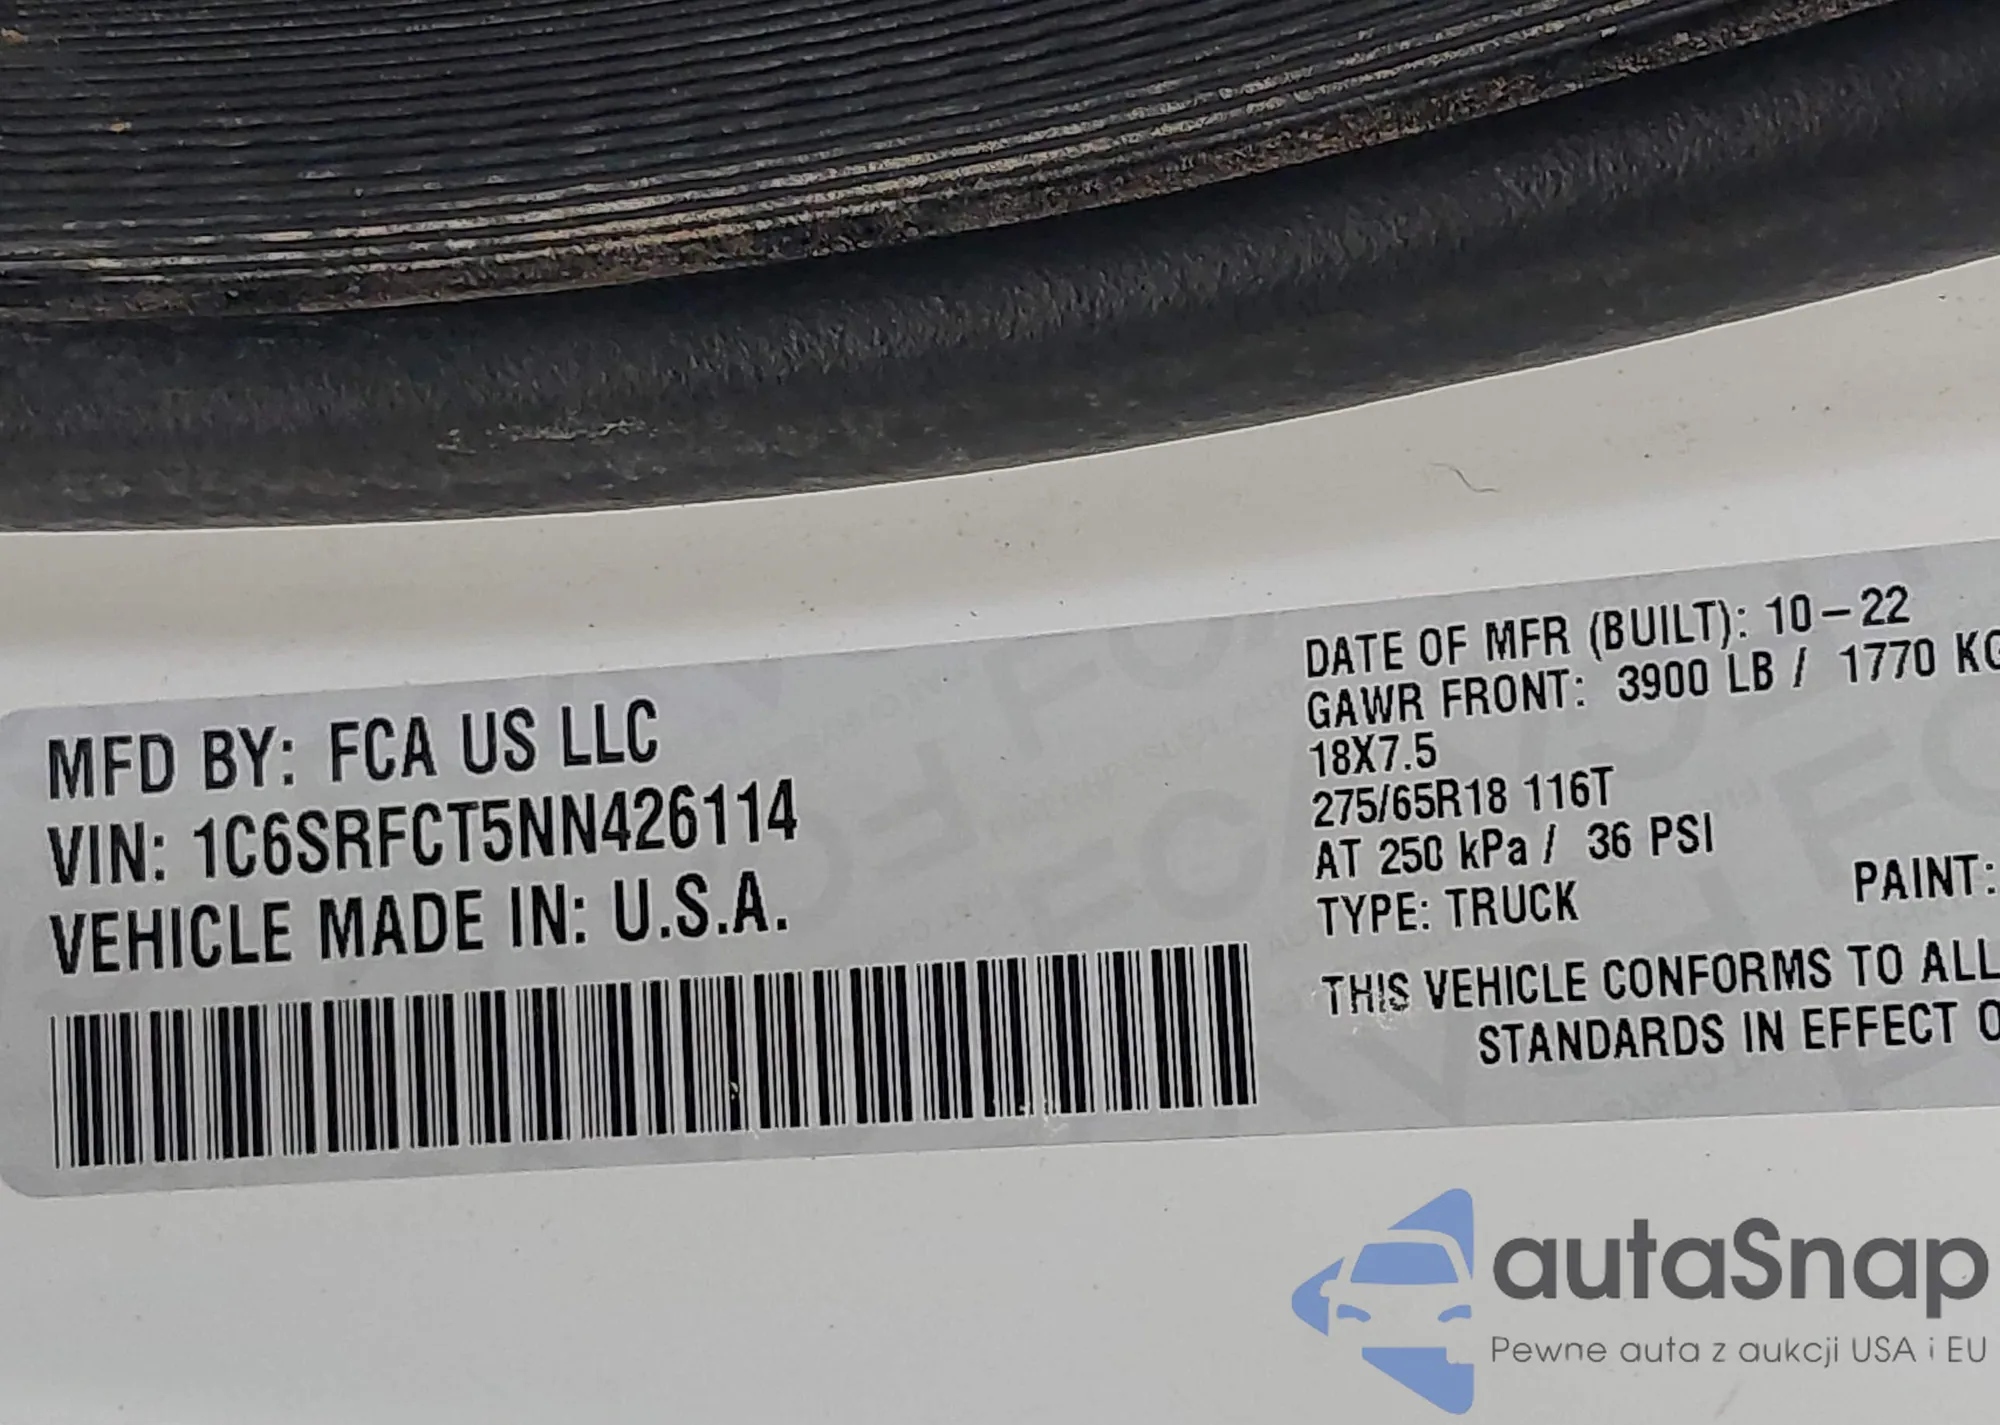 MFD BY: FCA US LLC
VIN: 1C6SRFCT5NN426114
VEHICLE MADE IN: U.S.A.
DATE OF MFR (BUILT): 10-22
GAWR FRONT: 3900 LB / 1770 KG
18X7.5
275/65R18 116T
AT 250 kPa / 36 PSI
TYPE: TRUCK PAINT:
THIS VEHICLE CONFORMS TO ALL
STANDARDS IN EFFECT O
autaSnap
Pewne auta z aukcji USA i EU